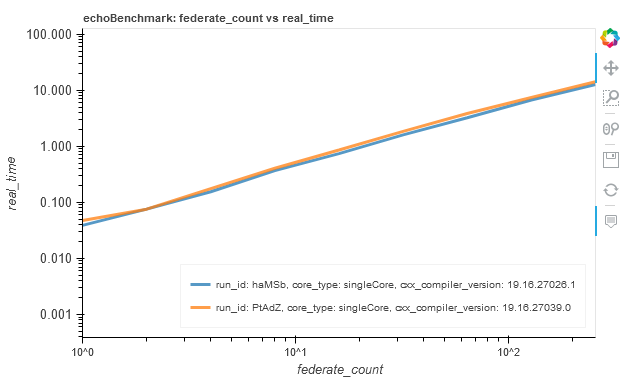 echoBenchmark: federate_count vs real_time
100.000
10.000
1.000
0.100
0.010
0.001
real_time
run_id: haMSb, core_type: singleCore, cxx_compiler_version: 19.16.27026.1
run_id: PtAdZ, core_type: singleCore, cxx_compiler_version: 19.16.27039.0
10^0
10^1
10^2
federate_count